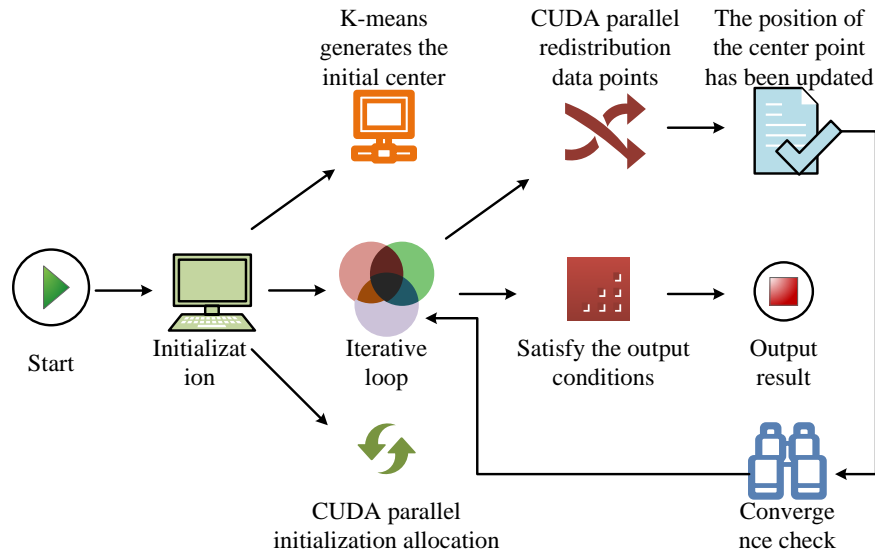 K-means
generates the
initial center
CUDA parallel
redistribution
data points
The position of
the center point
has been updated
Start
Initializat
ion
Iterative
loop
Satisfy the output
conditions
Output
result
CUDA parallel
initialization allocation
Converge
nce check